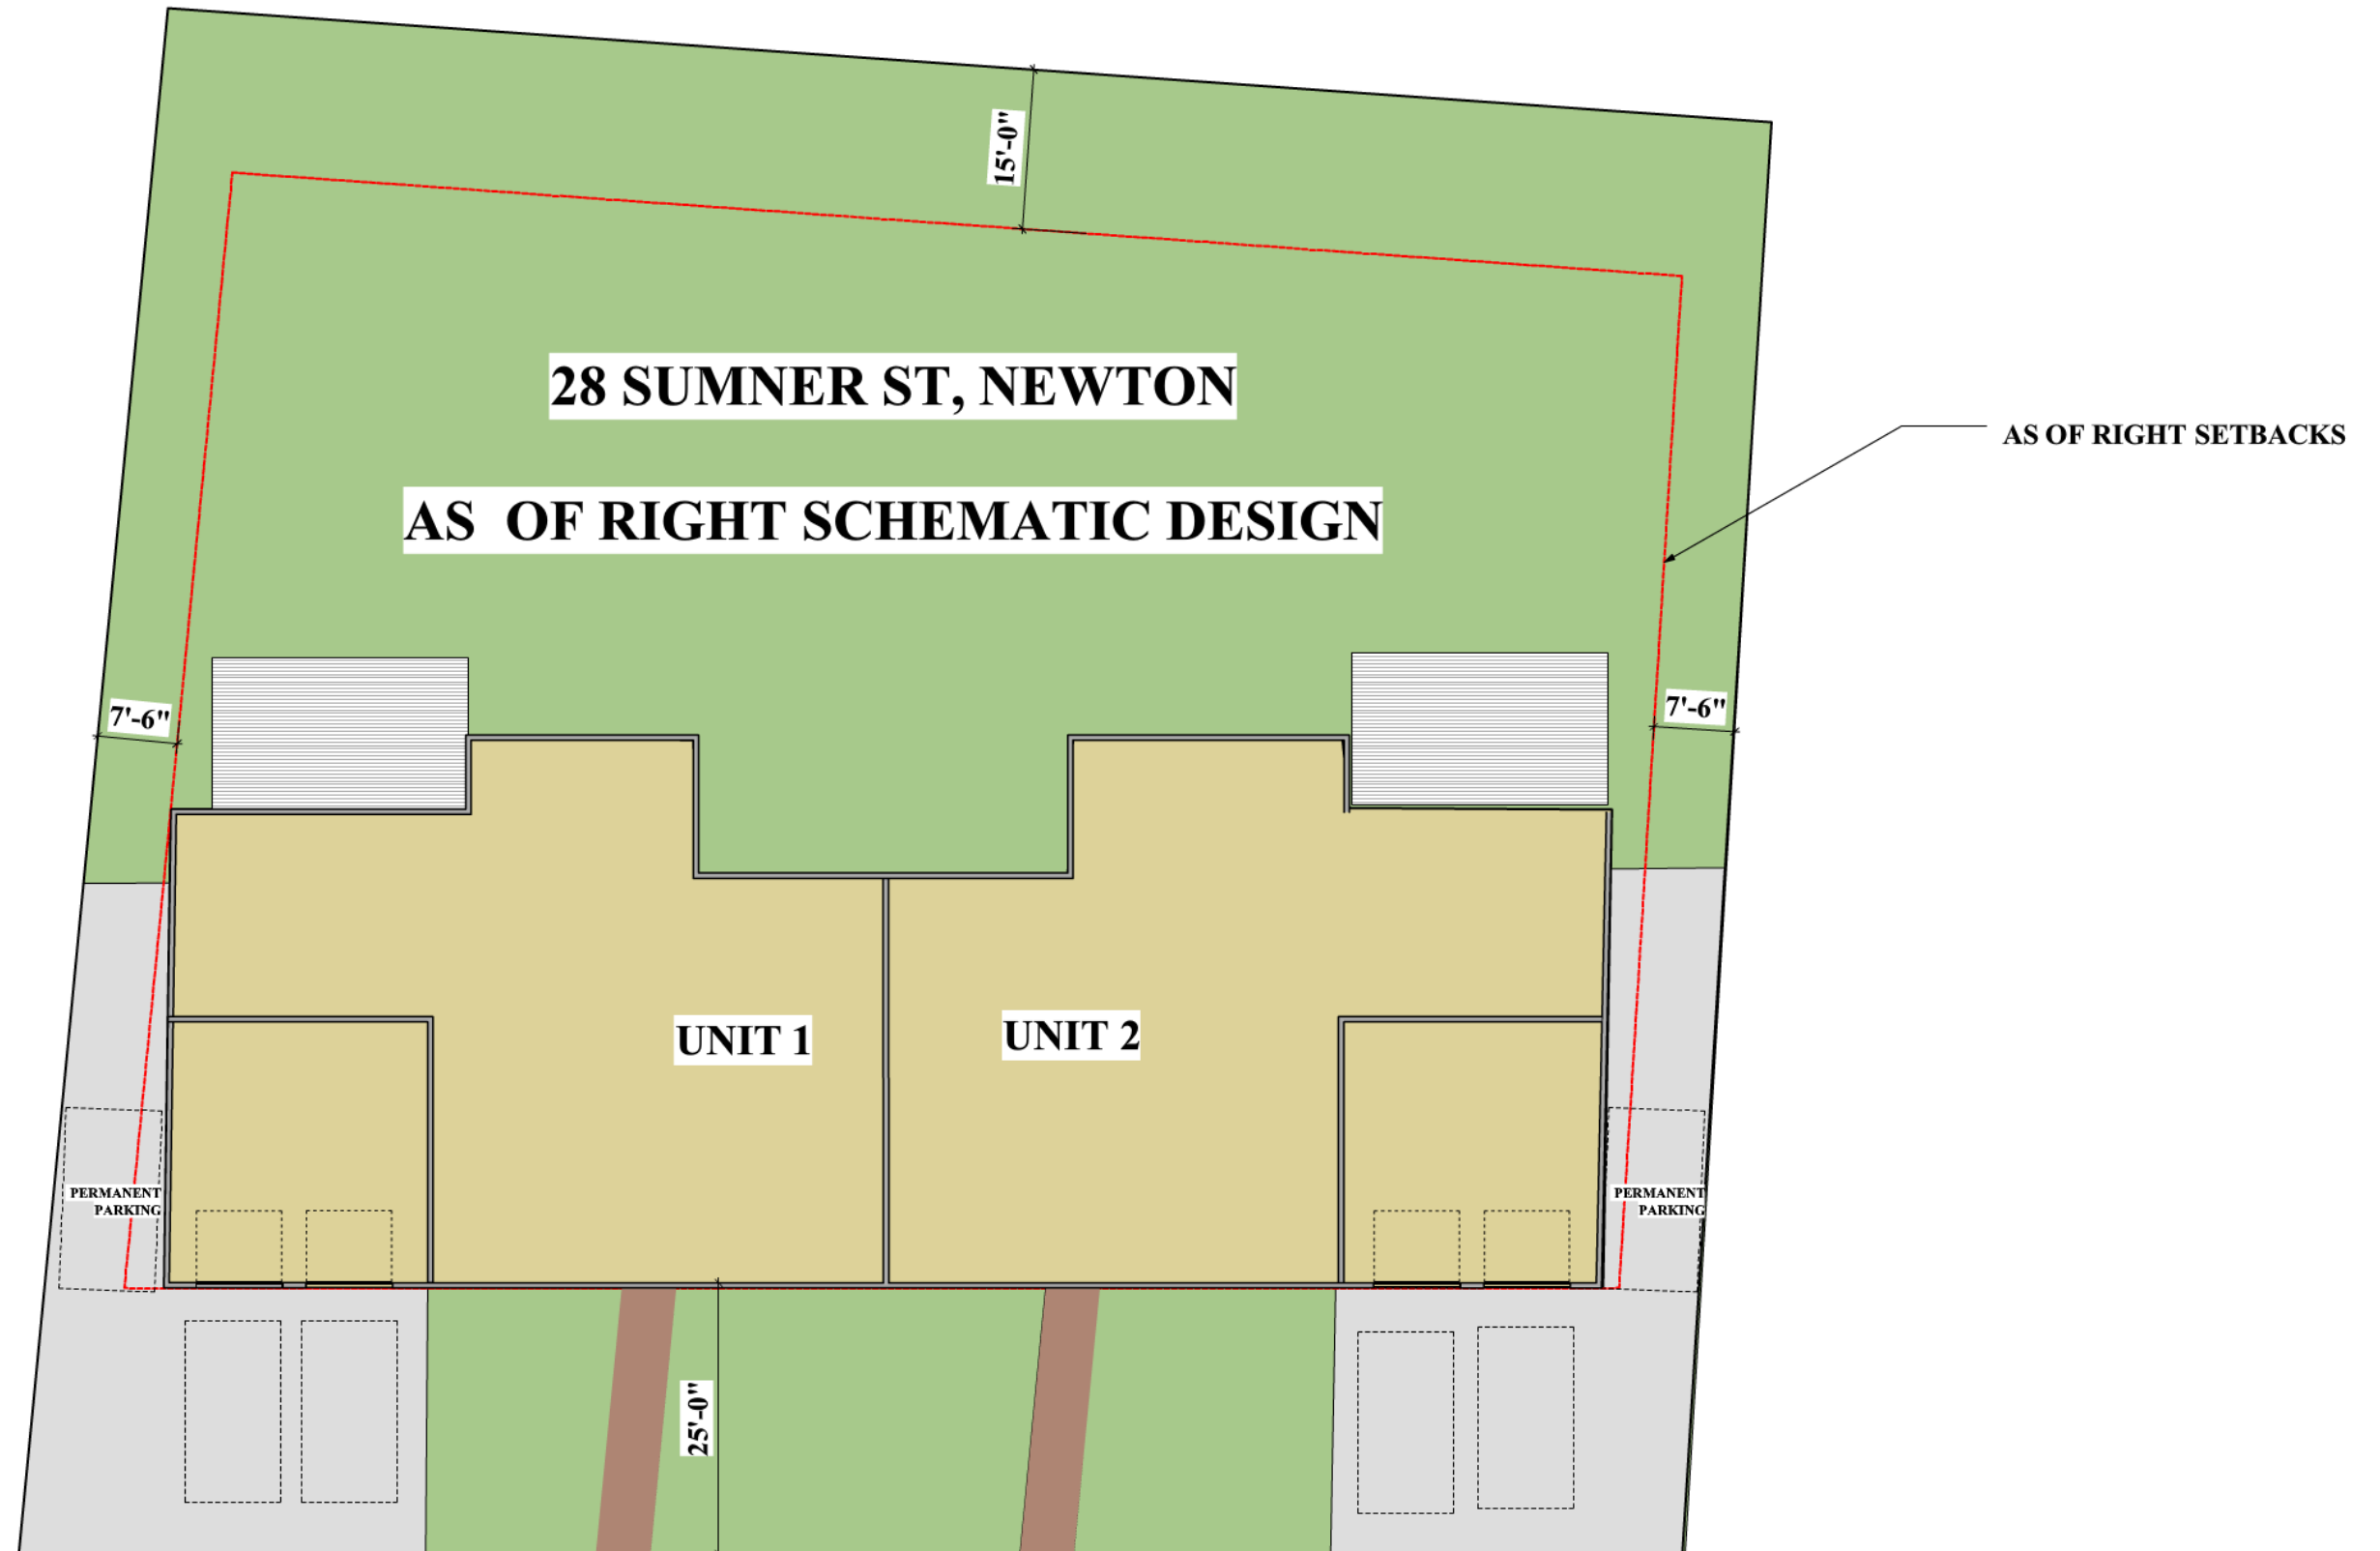 15'-0"
28 SUMNER ST, NEWTON
AS OF RIGHT SETBACKS
AS OF RIGHT SCHEMATIC DESIGN
7'-6"
7'-6"
UNIT 1
UNIT 2
PERMANENT
PARKING
PERMANENT
PARKING
25'-0"